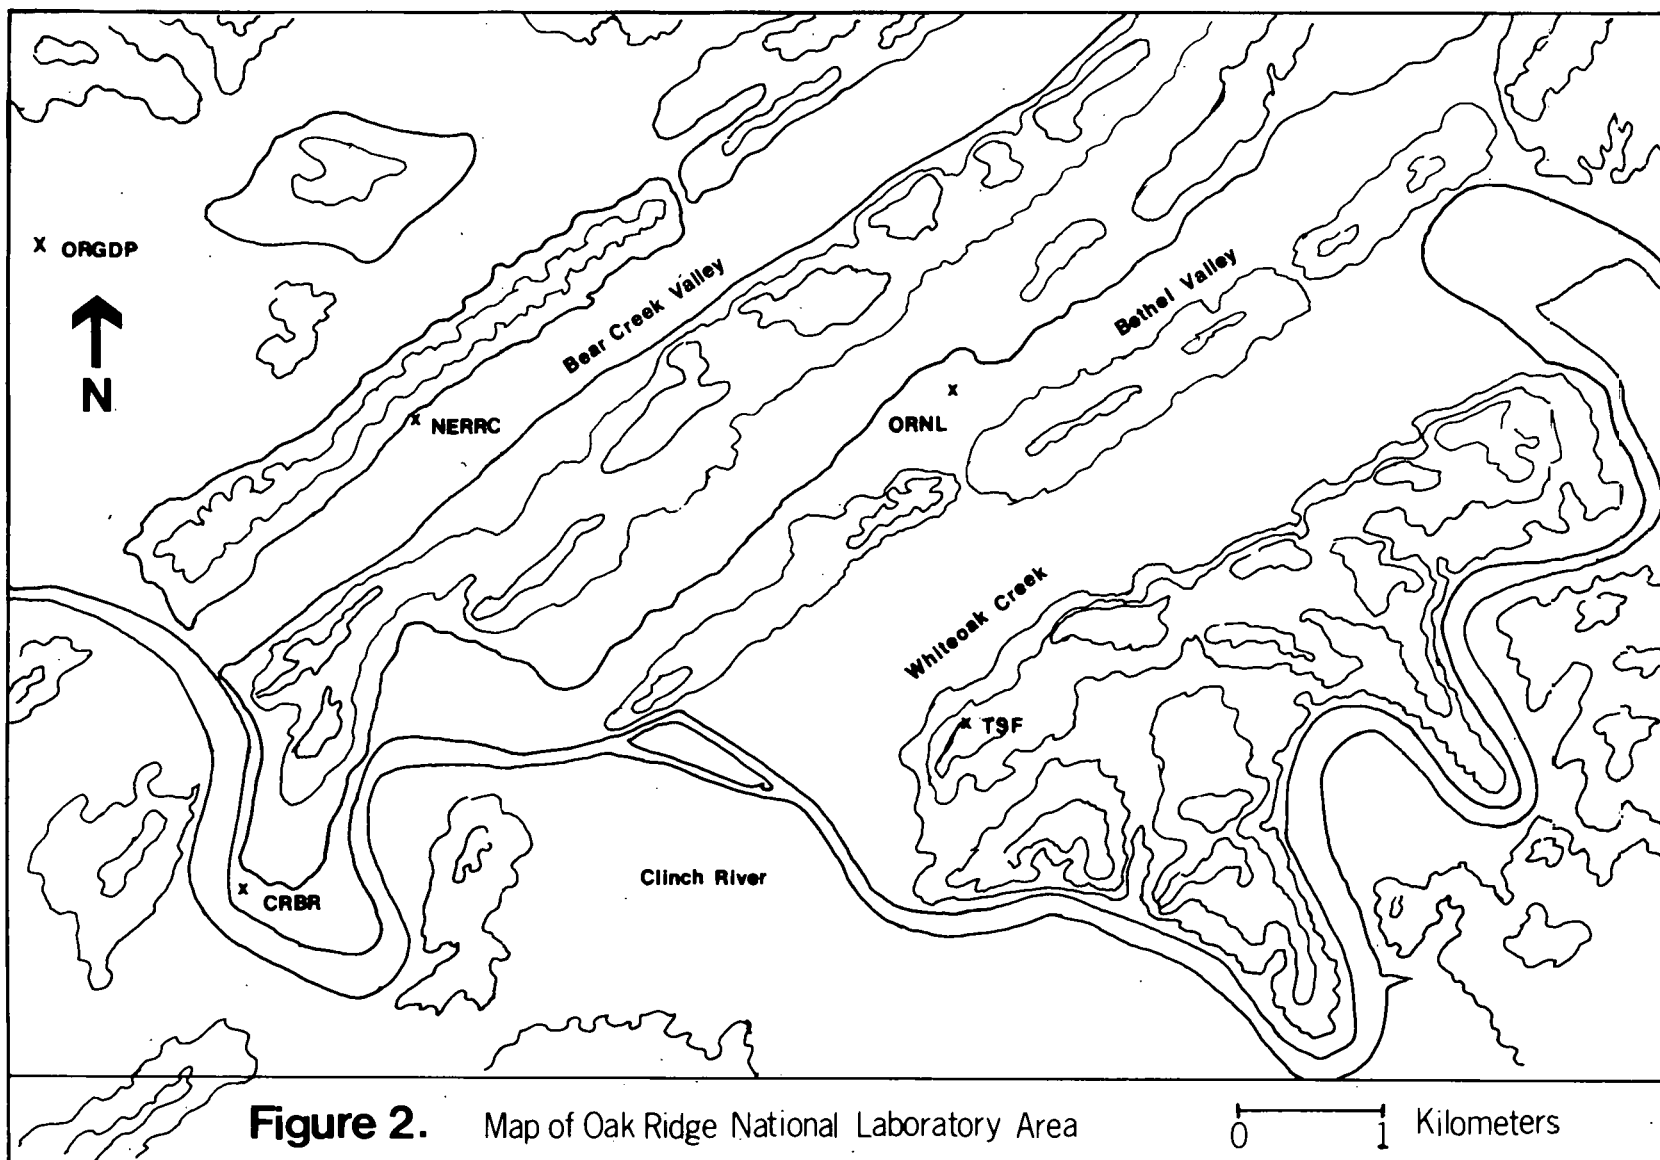 X ORGDP
N
Bear Creek Valley
Bethel Valley
x
ORNL
x NERRC
Whiteoak Creek
x TSF
Clinch River
x
CRBR
Figure 2. Map of Oak Ridge National Laboratory Area
0 1 Kilometers